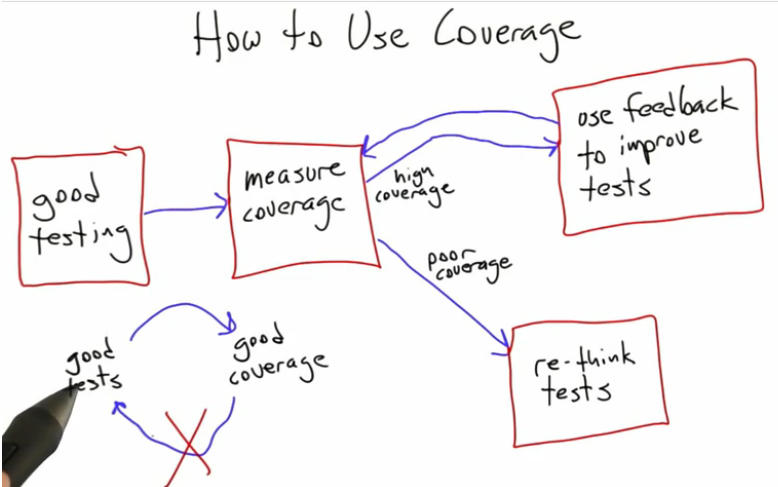 How to Use Coverage
good
testing
measure
coverage
high
coverage
use feedback
to improve
tests
poor
coverage
re-think
tests
good
tests
good
coverage